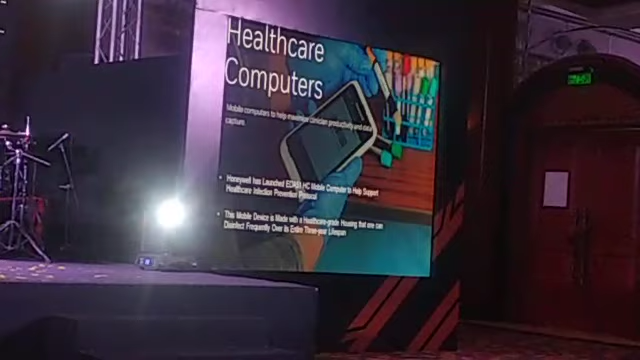 Healthcare
Computers
Mobile computers to help maximize clinician productivity and data
capture.
• Honeywell has Launched EDA51 HC Mobile Computer to Help Support
Healthcare Infection Prevention Protocol
• This Mobile Device is Made with a Healthcare-grade Housing that one can
Disinfect Frequently Over its Entire Three-year Lifespan